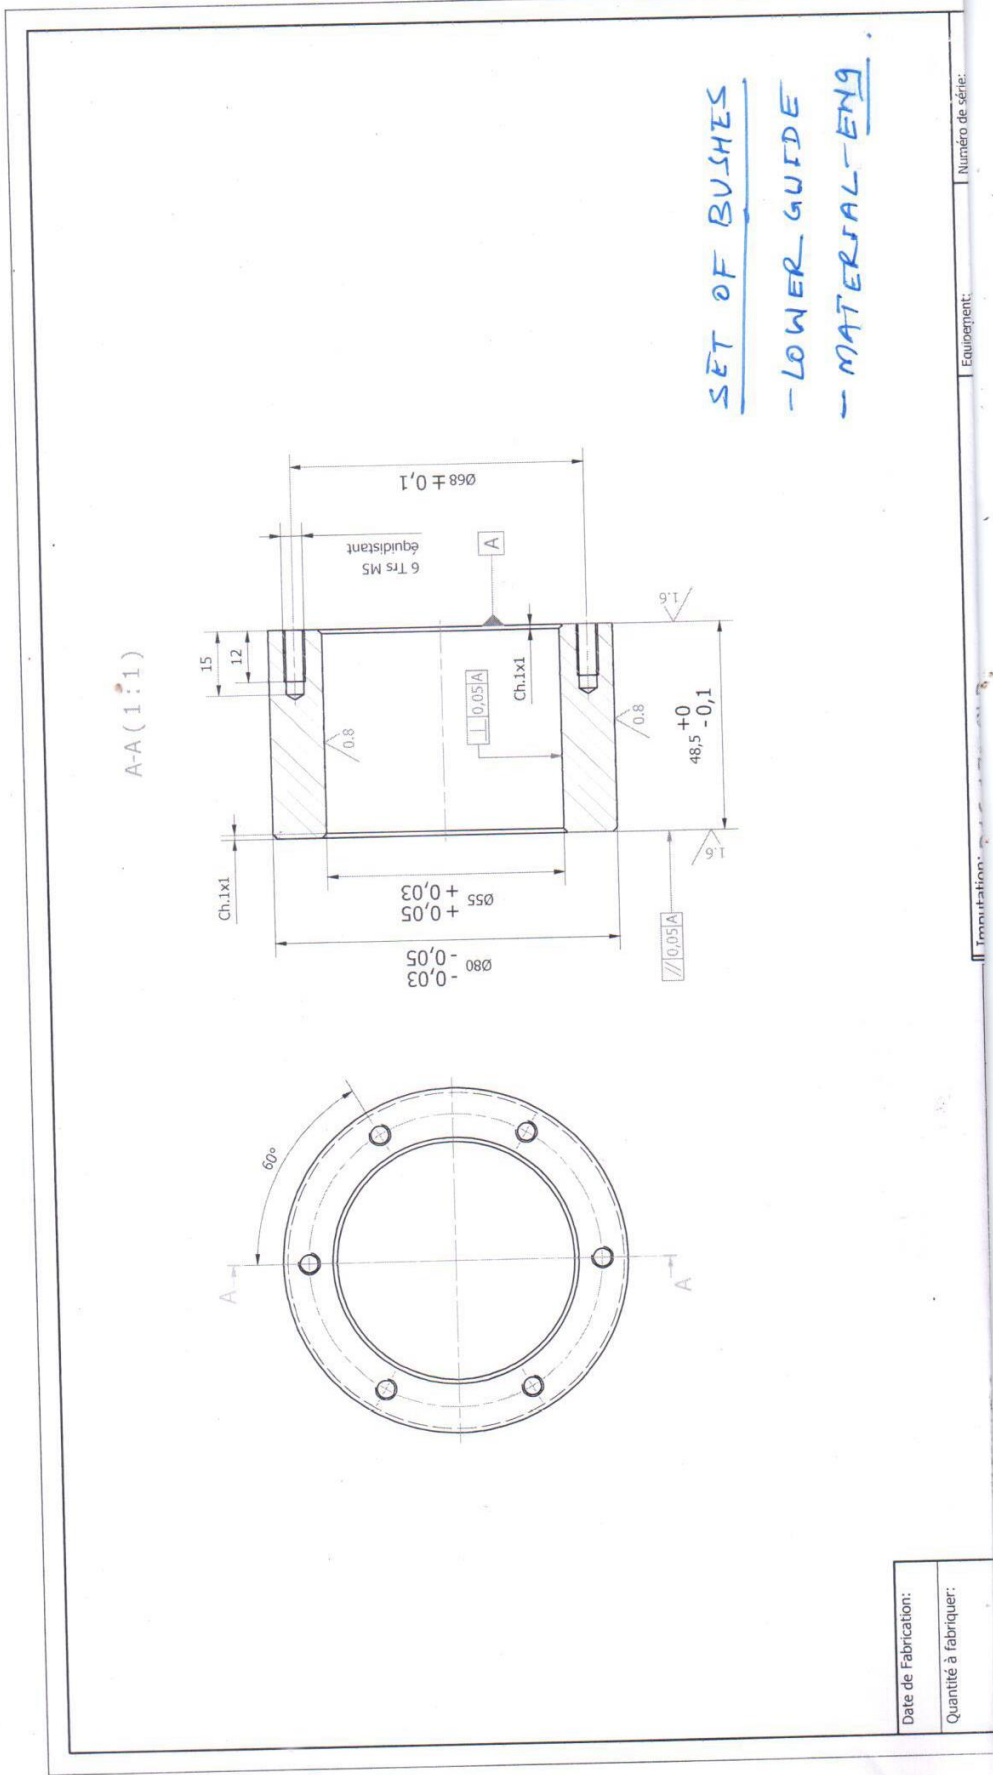 A-A ( 1 : 1 )
15
12
6 Trs M5
équidistant
Ø68 ± 0,1
A
Ch.1x1
Ch.1x1
0.8
⊥ 0,05 A
0.8
1.6
1.6
48,5 +0
- 0,1
Ø55 + 0,05
+ 0,03
Ø80 - 0,03
- 0,05
// 0,05 A
60°
A
A
SET OF BUSHES
- LOWER GUIDE
- MATERIAL - EN9.
Date de Fabrication:
Quantité à fabriquer:
Imputation:
Equipement:
Numéro de série: